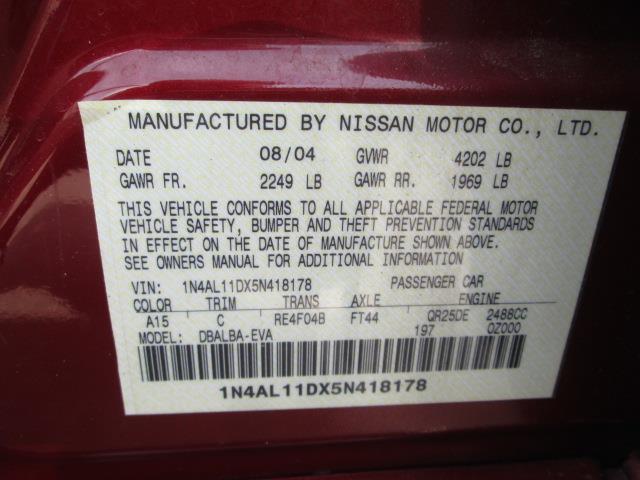 MANUFACTURED BY NISSAN MOTOR CO., LTD.
DATE 08/04 GVWR 4202 LB
GAWR FR. 2249 LB GAWR RR. 1969 LB
THIS VEHICLE CONFORMS TO ALL APPLICABLE FEDERAL MOTOR
VEHICLE SAFETY, BUMPER AND THEFT PREVENTION STANDARDS
IN EFFECT ON THE DATE OF MANUFACTURE SHOWN ABOVE.
SEE OWNERS MANUAL FOR ADDITIONAL INFORMATION
VIN: 1N4AL11DX5N418178 PASSENGER CAR
COLOR TRIM TRANS AXLE ENGINE
A15 C RE4F04B FT44 QR25DE 2488CC
MODEL: DBALBA-EVA 197 QZ000
1N4AL11DX5N418178